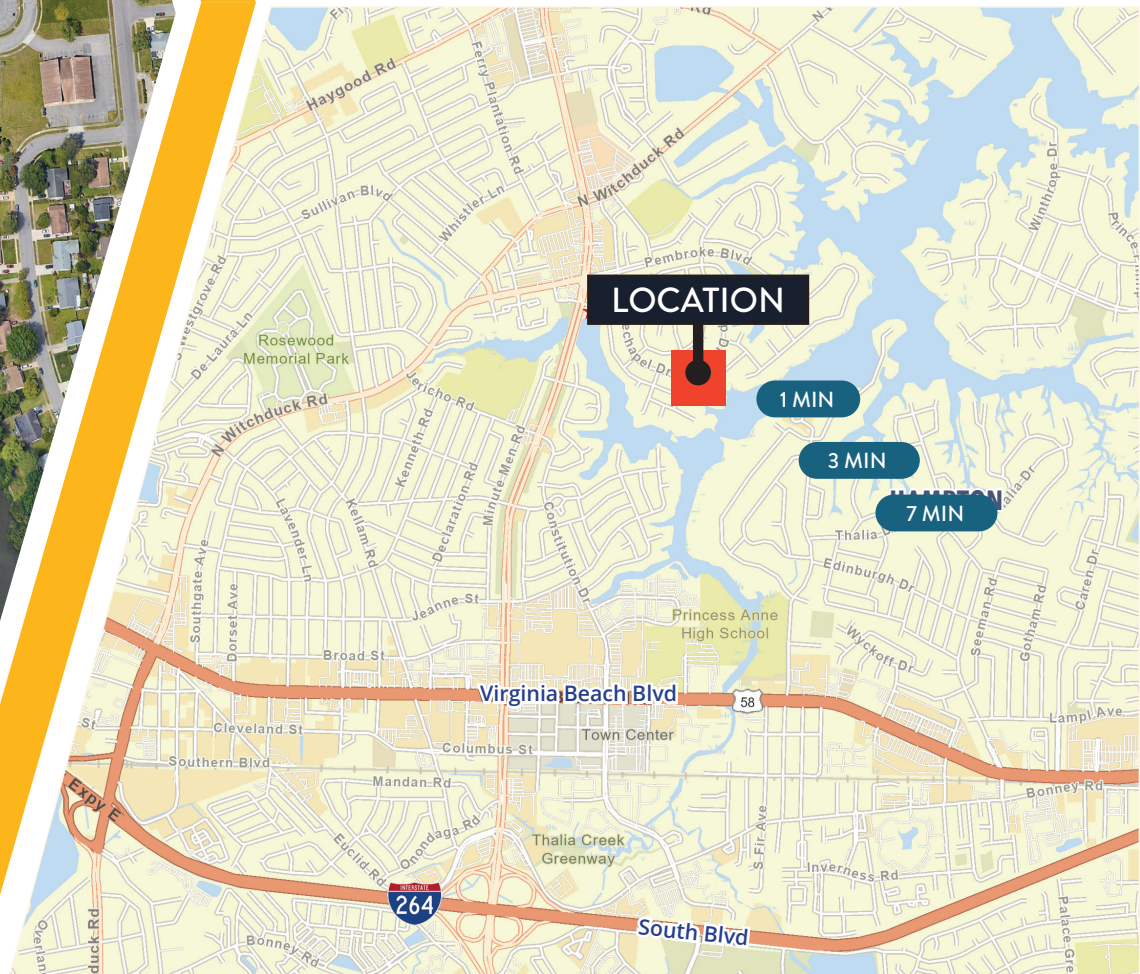 Rd
Haygood Rd
Ferry Plantation Rd
N Witchduck Rd
Sullivan Blvd
Whistler Ln
Winthrope Dr
Pembroke Blvd
Westgrove Rd
De Laura Ln
LOCATION
Rosewood
Memorial Park
Jericho Rd
1 MIN
N Witchduck Rd
Kenneth Rd
Minute Men Rd
3 MIN
HAMPTON
7 MIN
Declaration Rd
Lavender Ln
Kellam Rd
Constitution Dr
Thalia
Edinburgh Dr
Southgate Ave
Dorset Ave
Jeanne St
Princess Anne
High School
Seeman Rd
Gotham Rd
Caren Dr
Wyckoff Dr
Broad St
Virginia Beach Blvd
58
Lampl Ave
Cleveland St
Town Center
St
Columbus St
Southern Blvd
Mandan Rd
Bonney Rd
Expy E
Onondaga Rd
Euclid Rd
Thalia Creek
Greenway
S Fir Ave
Inverness Rd
INTERSTATE
264
South Blvd
Bonney Rd
duck Rd